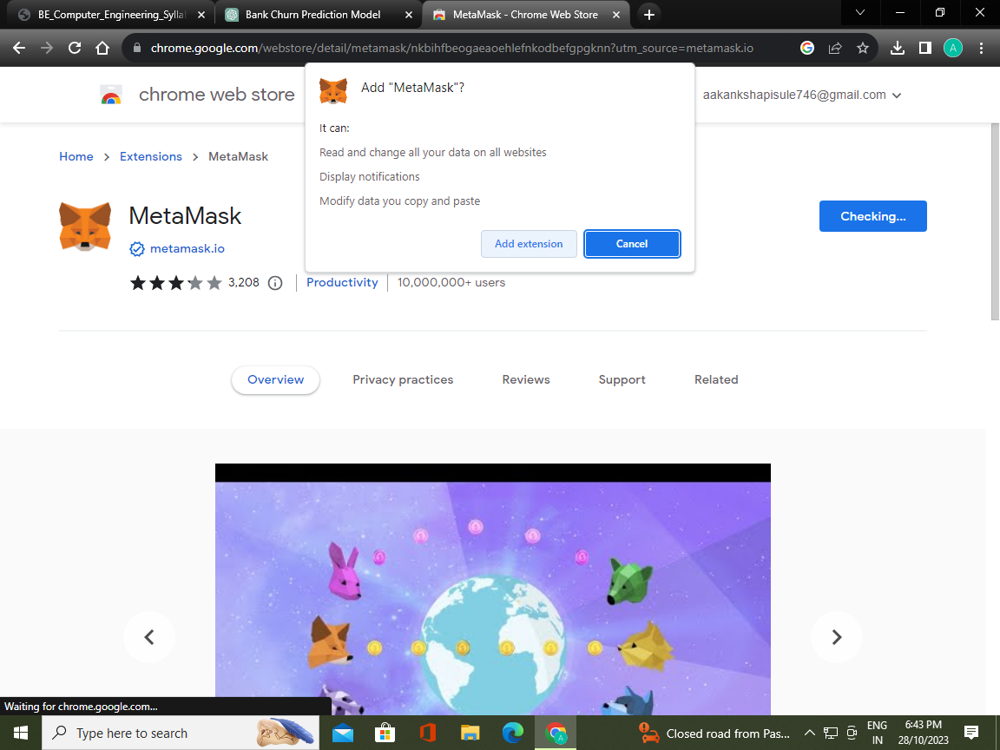 BE_Computer_Engineering_Sylla
Bank Churn Prediction Model
MetaMask - Chrome Web Store
chrome.google.com/webstore/detail/metamask/nkbihfbeogaeaoehlefnkodbefgpgknn?utm_source=metamask.io
A
chrome web store
aakankshapisule746@gmail.com
Add "MetaMask"?
It can:
Read and change all your data on all websites
Display notifications
Modify data you copy and paste
Add extension
Cancel
Home
Extensions
MetaMask
MetaMask
Checking...
metamask.io
3,208
Productivity
10,000,000+ users
Overview
Privacy practices
Reviews
Support
Related
Waiting for chrome.google.com...
Type here to search
Closed road from Pas...
ENG
IN
6:43 PM
28/10/2023